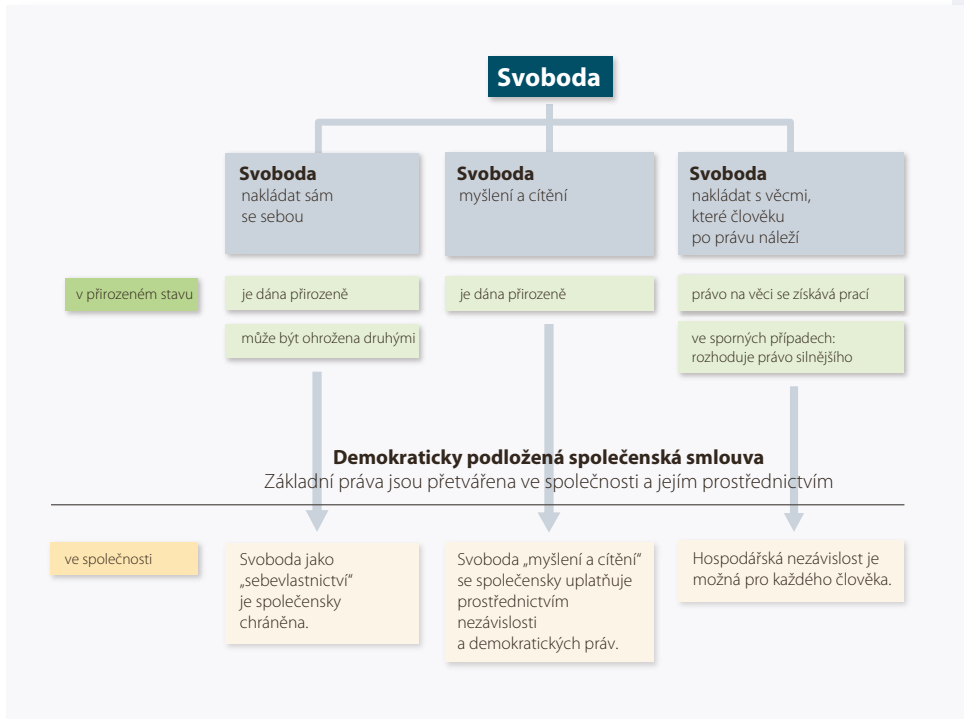 Svoboda
Svoboda
nakládat sám
se sebou
Svoboda
myšlení a cítění
Svoboda
nakládat s věcmi,
které člověku
po právu náleží
v přirozeném stavu
je dána přirozeně
je dána přirozeně
právo na věci se získává prací
může být ohrožena druhými
ve sporných případech:
rozhoduje právo silnějšího
Demokraticky podložená společenská smlouva
Základní práva jsou přetvářena ve společnosti a jejím prostřednictvím
ve společnosti
Svoboda jako
„sebevlastnictví“
je společensky
chráněna.
Svoboda „myšlení a cítění“
se společensky uplatňuje
prostřednictvím
nezávislosti
a demokratických práv.
Hospodářská nezávislost je
možná pro každého člověka.